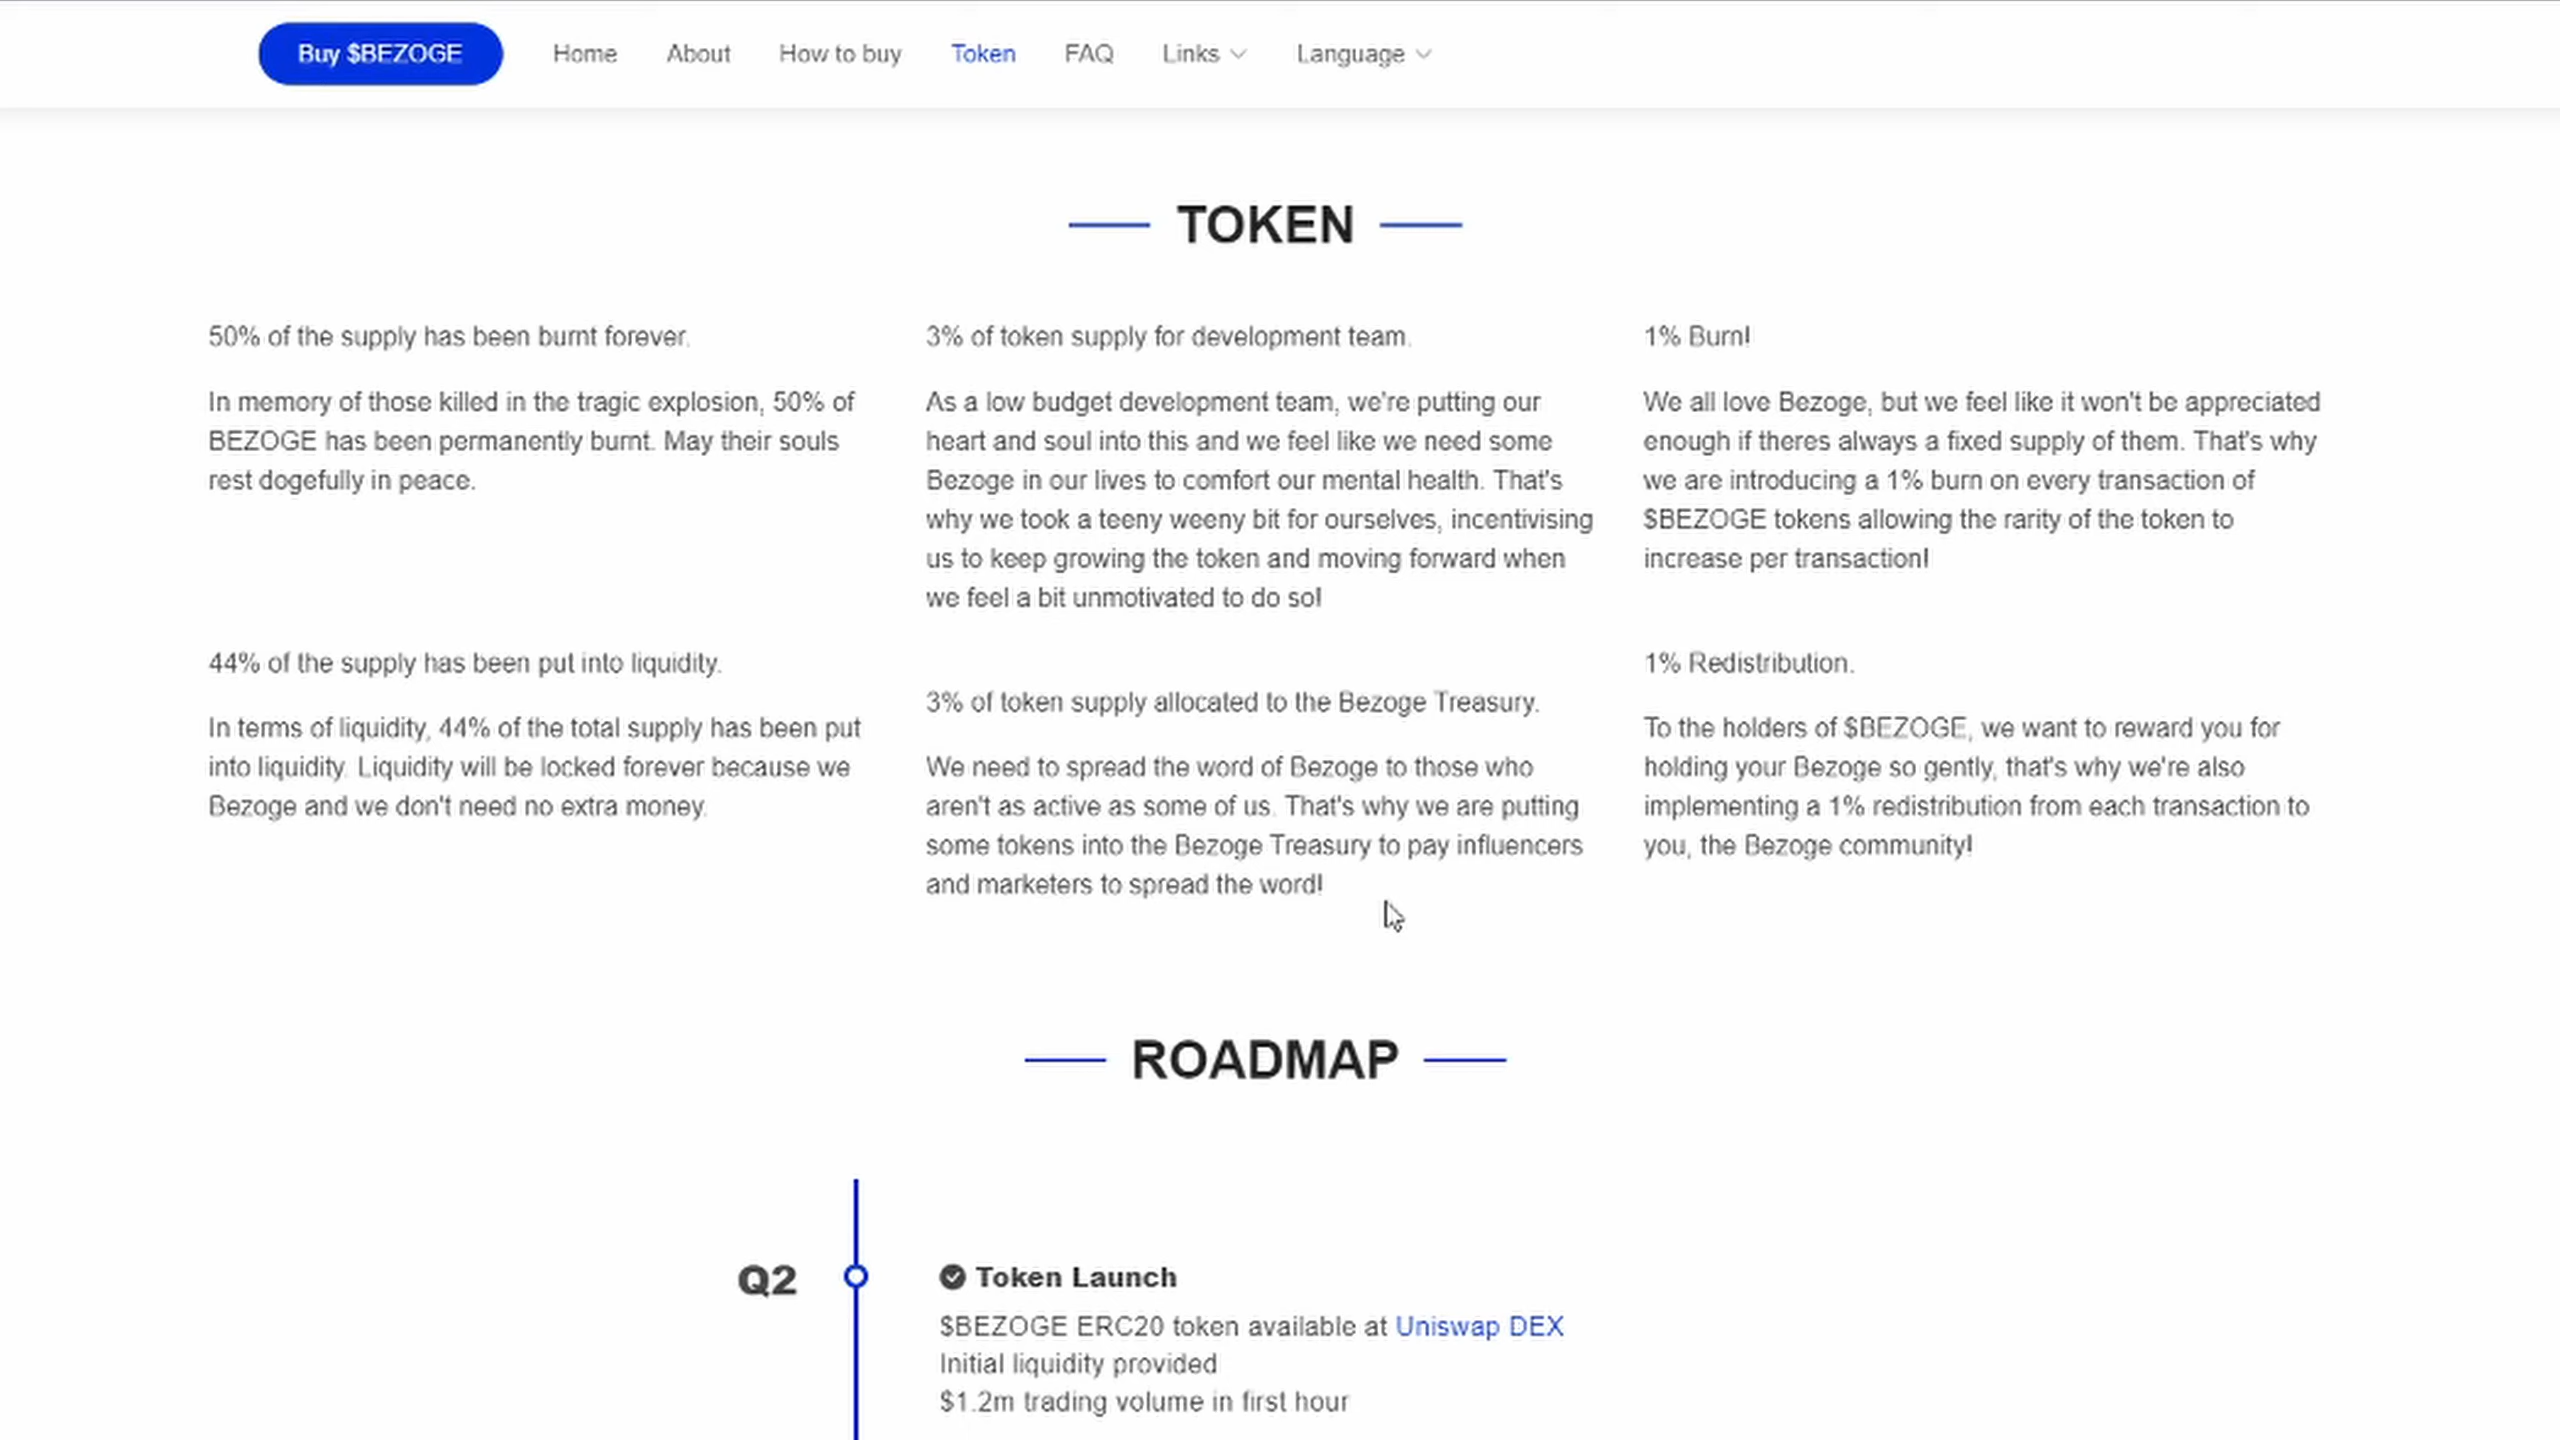 Buy $BEZOGE
Home
About
How to buy
Token
FAQ
Links
Language
TOKEN
50% of the supply has been burnt forever.
In memory of those killed in the tragic explosion, 50% of
BEZOGE has been permanently burnt. May their souls
rest dogefully in peace.
44% of the supply has been put into liquidity.
In terms of liquidity, 44% of the total supply has been put
into liquidity. Liquidity will be locked forever because we
Bezoge and we don't need no extra money.
3% of token supply for development team.
As a low budget development team, we're putting our
heart and soul into this and we feel like we need some
Bezoge in our lives to comfort our mental health. That's
why we took a teeny weeny bit for ourselves, incentivising
us to keep growing the token and moving forward when
we feel a bit unmotivated to do so!
3% of token supply allocated to the Bezoge Treasury.
We need to spread the word of Bezoge to those who
aren't as active as some of us. That's why we are putting
some tokens into the Bezoge Treasury to pay influencers
and marketers to spread the word!
1% Burn!
We all love Bezoge, but we feel like it won't be appreciated
enough if theres always a fixed supply of them. That's why
we are introducing a 1% burn on every transaction of
$BEZOGE tokens allowing the rarity of the token to
increase per transaction!
1% Redistribution.
To the holders of $BEZOGE, we want to reward you for
holding your Bezoge so gently, that's why we're also
implementing a 1% redistribution from each transaction to
you, the Bezoge community!
ROADMAP
Q2
Token Launch
$BEZOGE ERC20 token available at Uniswap DEX
Initial liquidity provided
$1.2m trading volume in first hour